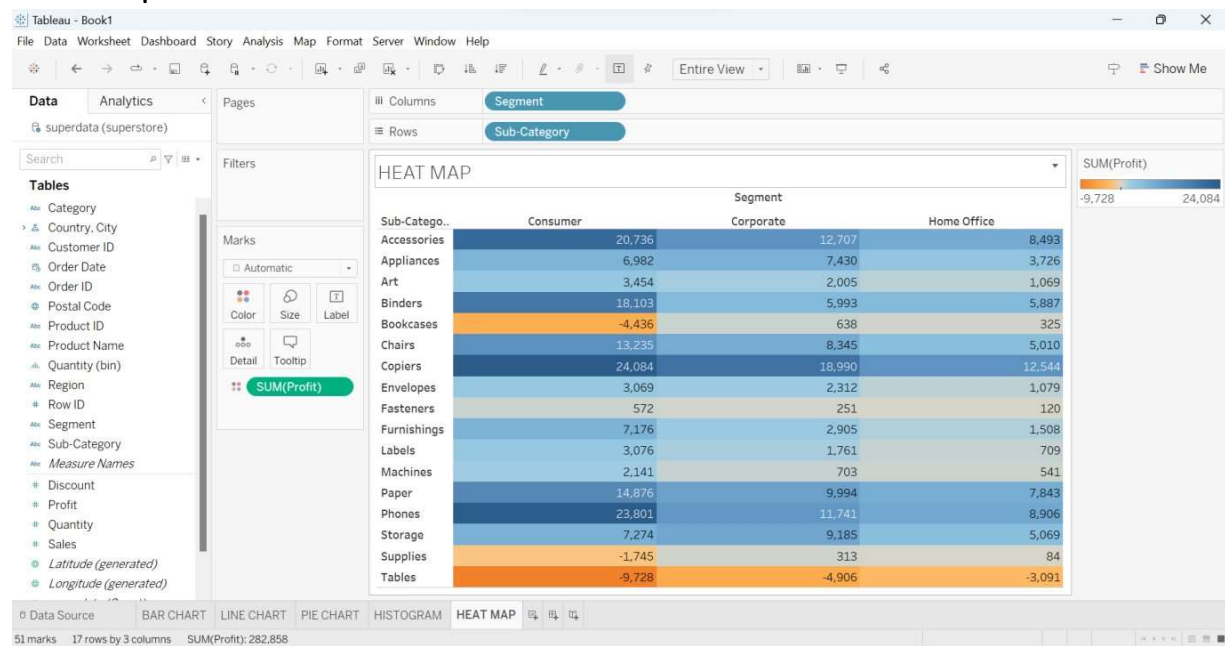 Tableau - Book1
File Data Worksheet Dashboard Story Analysis Map Format Server Window Help
Entire View
Show Me
Data Analytics
superdata (superstore)
Search
Tables
Abc Category
Country, City
Abc Customer ID
Order Date
Abc Order ID
Postal Code
Abc Product ID
Abc Product Name
Quantity (bin)
Abc Region
# Row ID
Abc Segment
Abc Sub-Category
Abc Measure Names
# Discount
# Profit
# Quantity
# Sales
Latitude (generated)
Longitude (generated)
Pages
Filters
Marks
Automatic
Color Size Label
Detail Tooltip
SUM(Profit)
Columns Segment
Rows Sub-Category
HEAT MAP
Segment
Sub-Catego.. Consumer Corporate Home Office
Accessories 20,736 12,707 8,493
Appliances 6,982 7,430 3,726
Art 3,454 2,005 1,069
Binders 18,103 5,993 5,887
Bookcases -4,436 638 325
Chairs 13,235 8,345 5,010
Copiers 24,084 18,990 12,544
Envelopes 3,069 2,312 1,079
Fasteners 572 251 120
Furnishings 7,176 2,905 1,508
Labels 3,076 1,761 709
Machines 2,141 703 541
Paper 14,876 9,994 7,843
Phones 23,801 11,741 8,906
Storage 7,274 9,185 5,069
Supplies -1,745 313 84
Tables -9,728 -4,906 -3,091
SUM(Profit)
-9,728 24,084
Data Source BAR CHART LINE CHART PIE CHART HISTOGRAM HEAT MAP
51 marks 17 rows by 3 columns SUM(Profit): 282,858